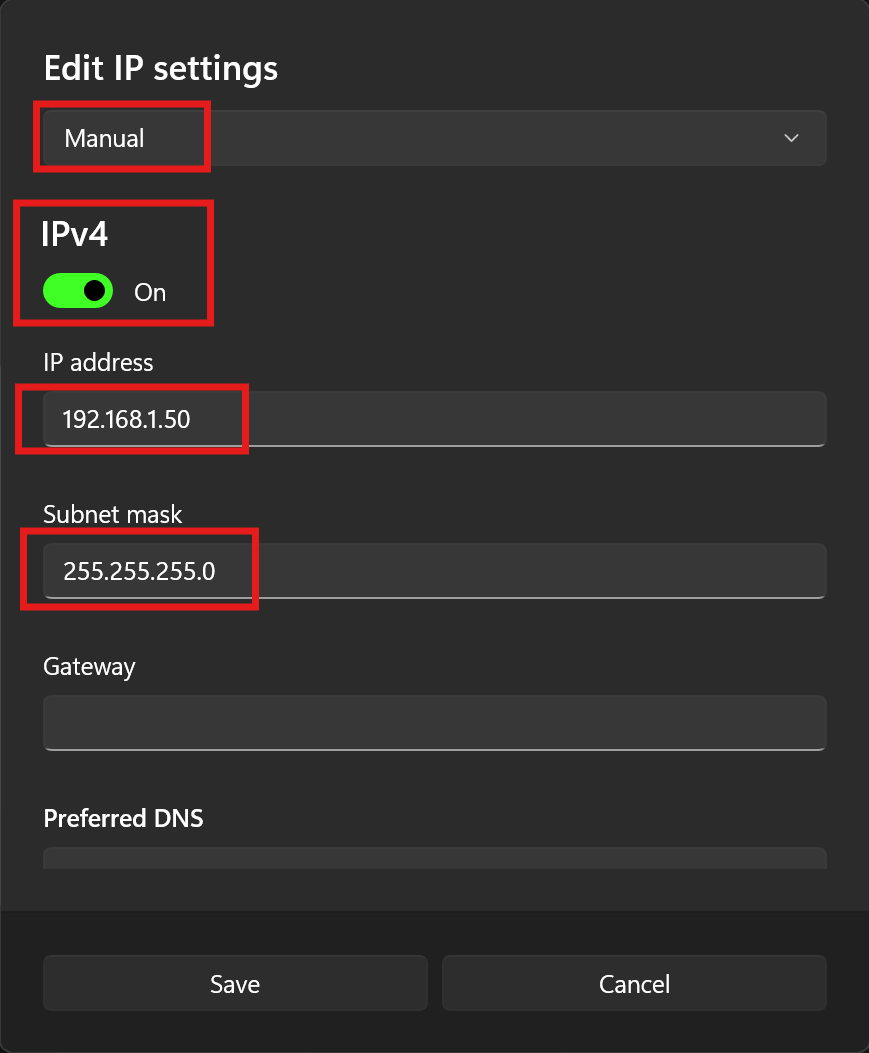 Edit IP settings
Manual
IPv4
On
IP address
192.168.1.50
Subnet mask
255.255.255.0
Gateway
Preferred DNS
Save Cancel